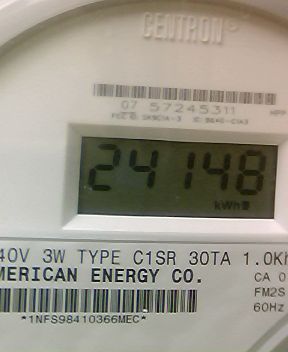 CENTRON®
07 57245311
24148
kWh
40V 3W TYPE C1SR 30TA 1.0Kh
MERICAN ENERGY CO.
CA 0
FM2S
60Hz
*1NFS98410366MEC*